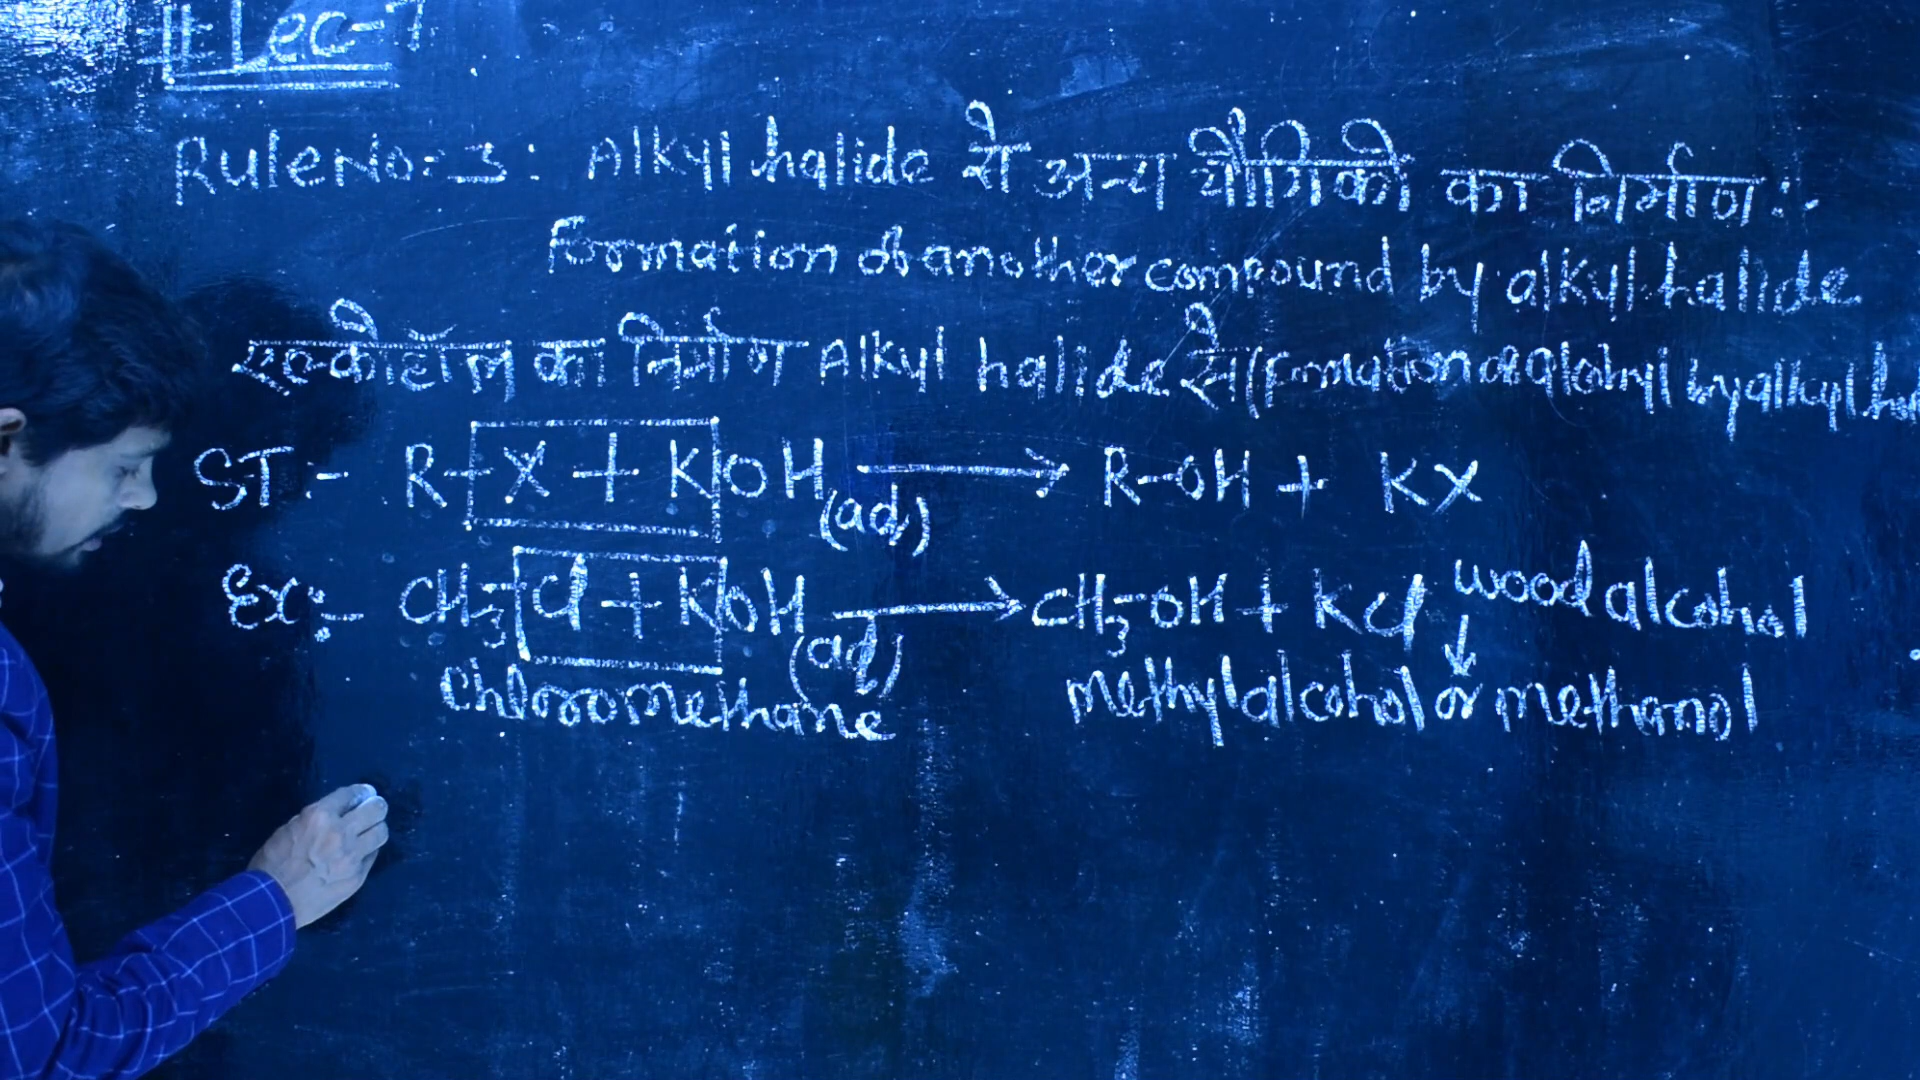 # Lec-7
Rule No:- 3: Alkyl halide से अन्य यौगिको का निर्माण:-
Formation of another compound by alkyl halide
एल्कोहॉल का निर्माण Alkyl halide से (Formation of by alkyl
ST:- R-X + KOH (aq) → R-OH + KX
Ex:- CH₃-Cl + KOH (aq) → CH₃-OH + KCl wood alcohol
↓
Chloromethane methyl alcohol or methanol